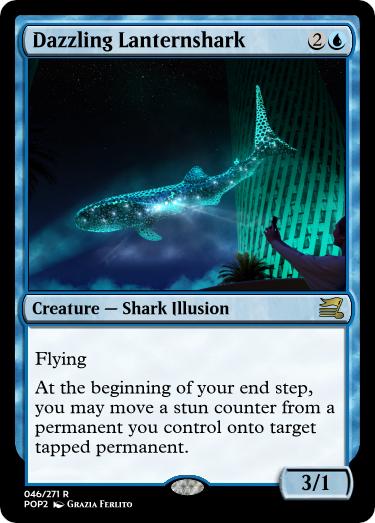 Dazzling Lanternshark 2
Creature — Shark Illusion
Flying
At the beginning of your end step,
you may move a stun counter from a
permanent you control onto target
tapped permanent.
3/1
046/271 R
POP2 Grazia Ferlito